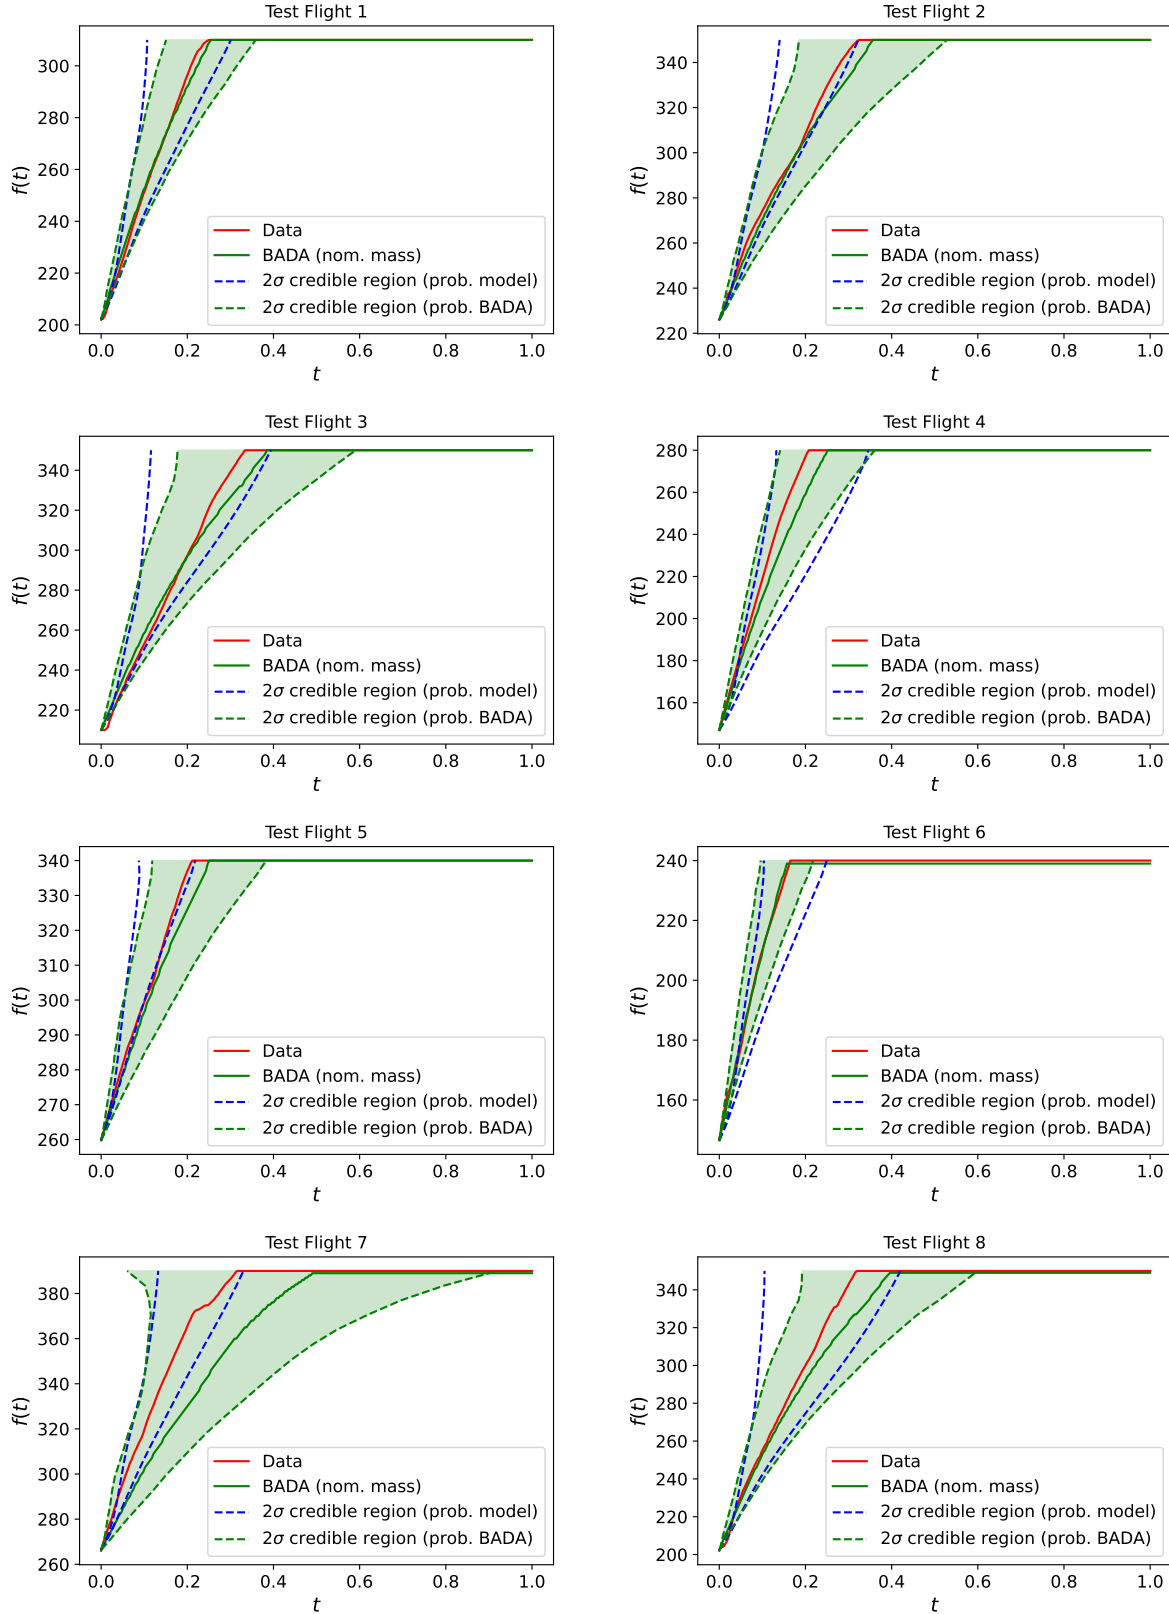 Test Flight 1
300
280
260
240
220
200
f(t)
Data
BADA (nom. mass)
2σ credible region (prob. model)
2σ credible region (prob. BADA)
0.0 0.2 0.4 0.6 0.8 1.0
t
Test Flight 2
340
320
300
280
260
240
220
f(t)
Data
BADA (nom. mass)
2σ credible region (prob. model)
2σ credible region (prob. BADA)
0.0 0.2 0.4 0.6 0.8 1.0
t
Test Flight 3
340
320
300
280
260
240
220
f(t)
Data
BADA (nom. mass)
2σ credible region (prob. model)
2σ credible region (prob. BADA)
0.0 0.2 0.4 0.6 0.8 1.0
t
Test Flight 4
280
260
240
220
200
180
160
f(t)
Data
BADA (nom. mass)
2σ credible region (prob. model)
2σ credible region (prob. BADA)
0.0 0.2 0.4 0.6 0.8 1.0
t
Test Flight 5
340
330
320
310
300
290
280
270
260
f(t)
Data
BADA (nom. mass)
2σ credible region (prob. model)
2σ credible region (prob. BADA)
0.0 0.2 0.4 0.6 0.8 1.0
t
Test Flight 6
240
220
200
180
160
f(t)
Data
BADA (nom. mass)
2σ credible region (prob. model)
2σ credible region (prob. BADA)
0.0 0.2 0.4 0.6 0.8 1.0
t
Test Flight 7
380
360
340
320
300
280
260
f(t)
Data
BADA (nom. mass)
2σ credible region (prob. model)
2σ credible region (prob. BADA)
0.0 0.2 0.4 0.6 0.8 1.0
t
Test Flight 8
340
320
300
280
260
240
220
200
f(t)
Data
BADA (nom. mass)
2σ credible region (prob. model)
2σ credible region (prob. BADA)
0.0 0.2 0.4 0.6 0.8 1.0
t